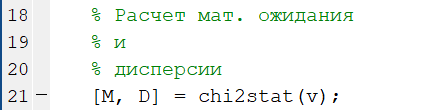 18 % Расчет мат. ожидания
19 % и
20 % дисперсии
21 [M, D] = chi2stat(v);